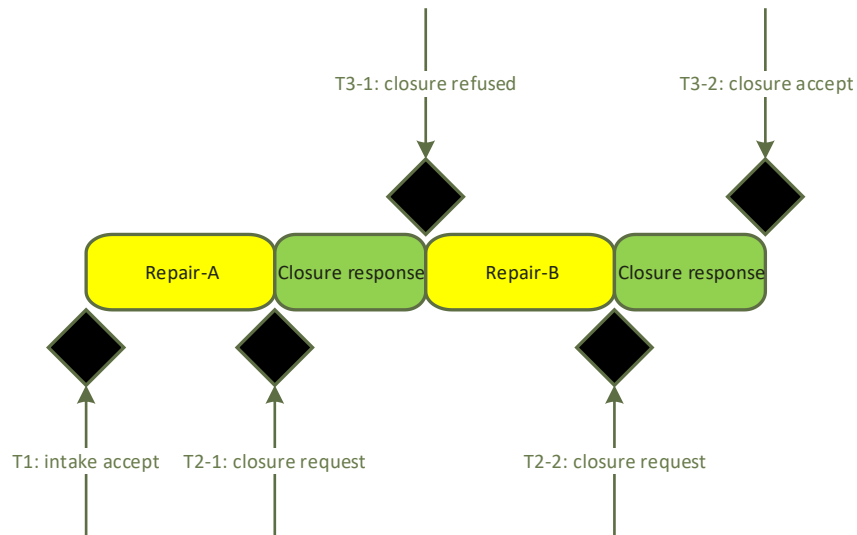 T3-1: closure refused
T3-2: closure accept
Repair-A
Closure response
Repair-B
Closure response
T1: intake accept
T2-1: closure request
T2-2: closure request